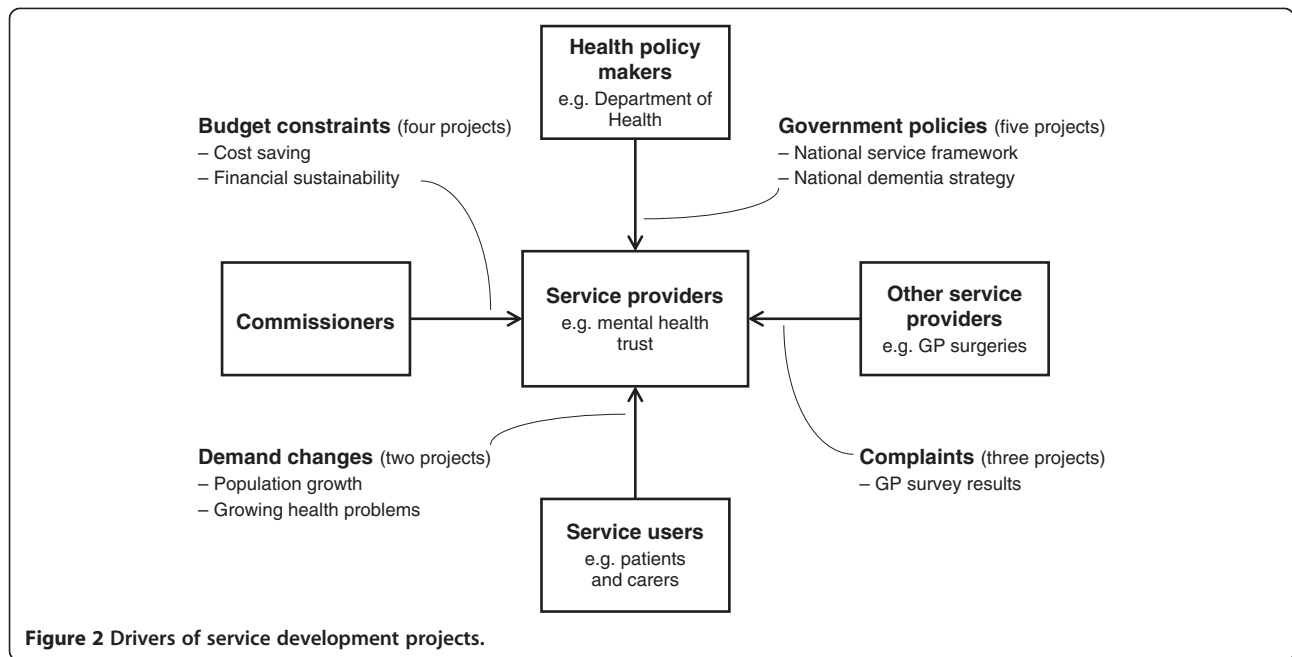 Health policy
makers
e.g. Department of
Health
Budget constraints (four projects)
– Cost saving
– Financial sustainability
Government policies (five projects)
– National service framework
– National dementia strategy
Commissioners
Service providers
e.g. mental health
trust
Other service
providers
e.g. GP surgeries
Demand changes (two projects)
– Population growth
– Growing health problems
Complaints (three projects)
– GP survey results
Service users
e.g. patients
and carers
Figure 2 Drivers of service development projects.